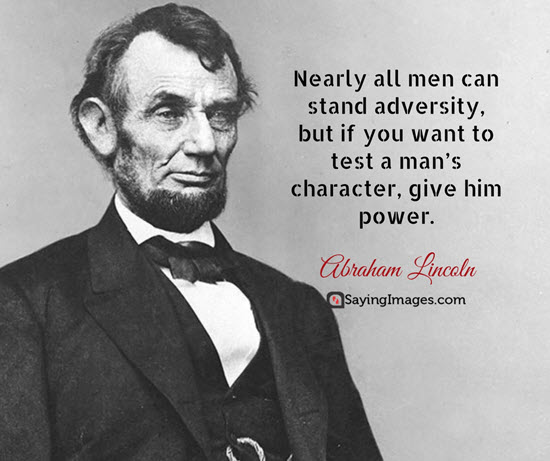 Nearly all men can
stand adversity,
but if you want to
test a man’s
character, give him
power.
Abraham Lincoln
SayingImages.com